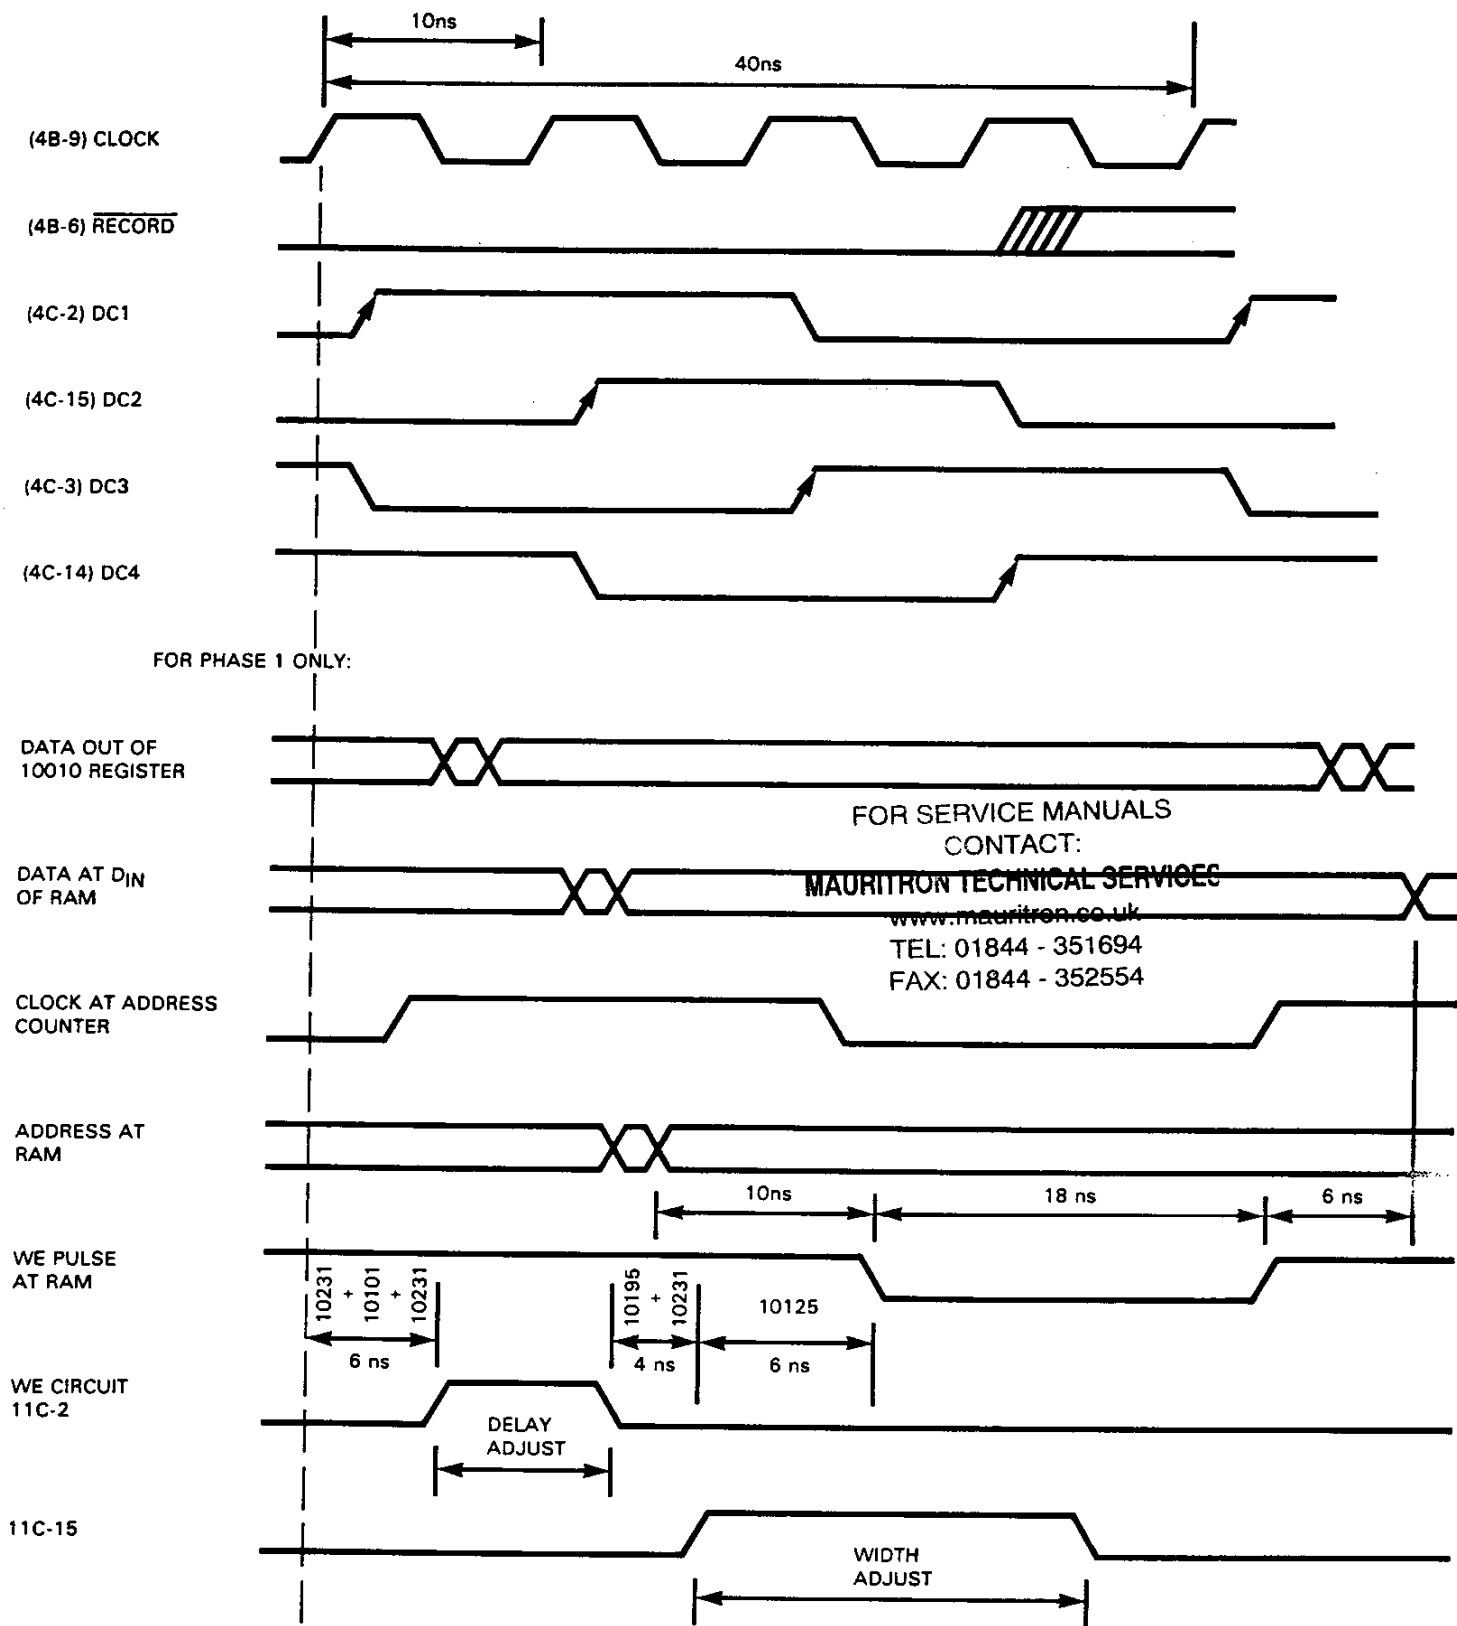 10ns
40ns
(4B-9) CLOCK
(4B-6) RECORD
(4C-2) DC1
(4C-15) DC2
(4C-3) DC3
(4C-14) DC4
FOR PHASE 1 ONLY:
DATA OUT OF
10010 REGISTER
FOR SERVICE MANUALS
CONTACT:
MAURITRON TECHNICAL SERVICES
www.mauritron.co.uk
TEL: 01844 - 351694
FAX: 01844 - 352554
DATA AT DIN
OF RAM
CLOCK AT ADDRESS
COUNTER
ADDRESS AT
RAM
10ns
18 ns
6 ns
WE PULSE
AT RAM
10231
+
10101
+
10231
10195
+
10231
10125
6 ns
4 ns
6 ns
WE CIRCUIT
11C-2
DELAY
ADJUST
11C-15
WIDTH
ADJUST